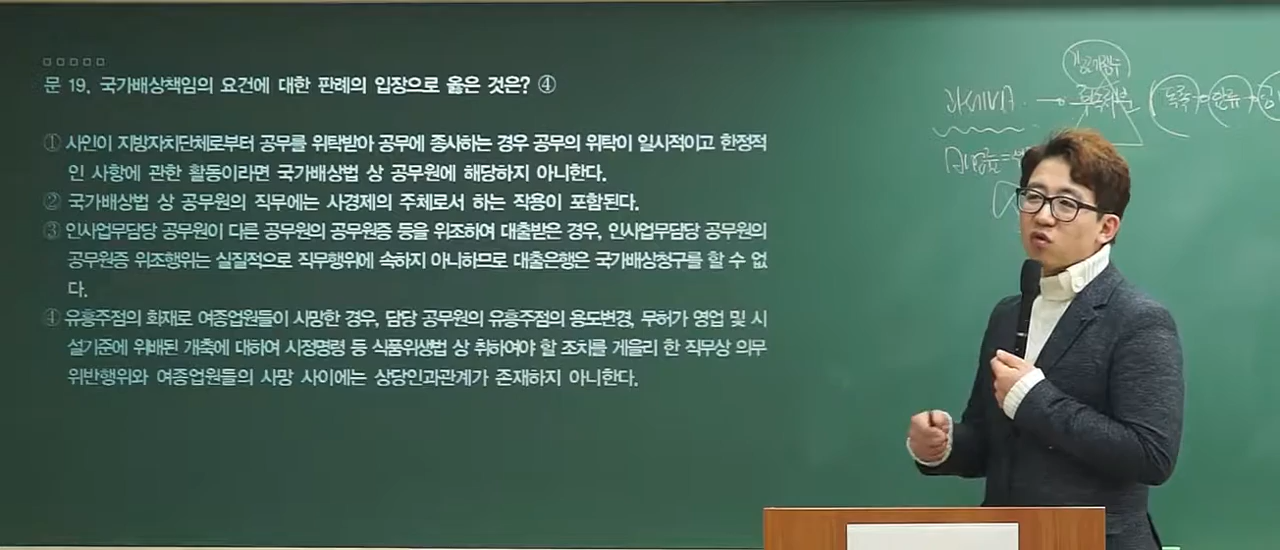 □□□□□
문 19. 국가배상책임의 요건에 대한 판례의 입장으로 옳은 것은? ④
① 사인이 지방자치단체로부터 공무를 위탁받아 공무에 종사하는 경우 공무의 위탁이 일시적이고 한정적
인 사항에 관한 활동이라면 국가배상법 상 공무원에 해당하지 아니한다.
② 국가배상법 상 공무원의 직무에는 사경제의 주체로서 하는 작용이 포함된다.
③ 인사업무담당 공무원이 다른 공무원의 공무원증 등을 위조하여 대출받은 경우, 인사업무담당 공무원의
공무원증 위조행위는 실질적으로 직무행위에 속하지 아니하므로 대출은행은 국가배상청구를 할 수 없
다.
④ 유흥주점의 화재로 여종업원들이 사망한 경우, 담당 공무원의 유흥주점의 용도변경, 무허가 영업 및 시
설기준에 위배된 개축에 대하여 시정명령 등 식품위생법 상 취하여야 할 조치를 게을리 한 직무상 의무
위반행위와 여종업원들의 사망 사이에는 상당인과관계가 존재하지 아니한다.